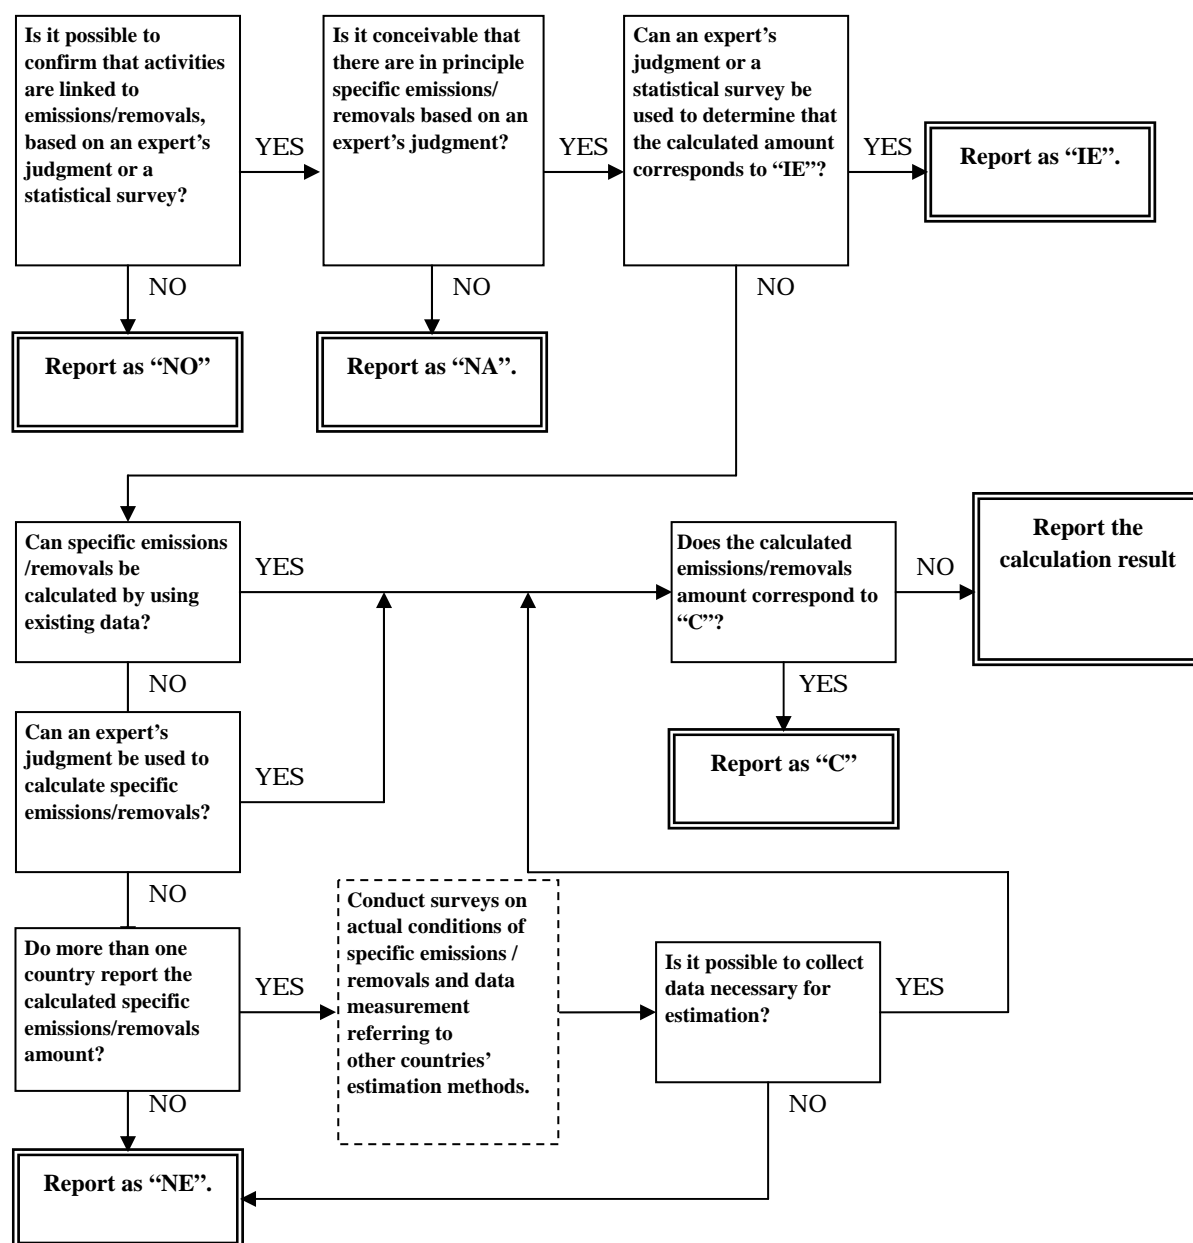 Is it possible to
confirm that activities
are linked to
emissions/removals,
based on an expert’s
judgment or a
statistical survey?
YES
Is it conceivable that
there are in principle
specific emissions/
removals based on an
expert’s judgment?
YES
Can an expert’s
judgment or a
statistical survey be
used to determine that
the calculated amount
corresponds to “IE”?
YES
Report as “IE”.
NO
NO
NO
Report as “NO”
Report as “NA”.
Can specific emissions
/removals be
calculated by using
existing data?
YES
Does the calculated
emissions/removals
amount correspond to
“C”?
NO
Report the
calculation result
NO
YES
Can an expert’s
judgment be used to
calculate specific
emissions/removals?
YES
Report as “C”
NO
Do more than one
country report the
calculated specific
emissions/removals
amount?
YES
Conduct surveys on
actual conditions of
specific emissions /
removals and data
measurement
referring to
other countries’
estimation methods.
Is it possible to collect
data necessary for
estimation?
YES
NO
NO
Report as “NE”.